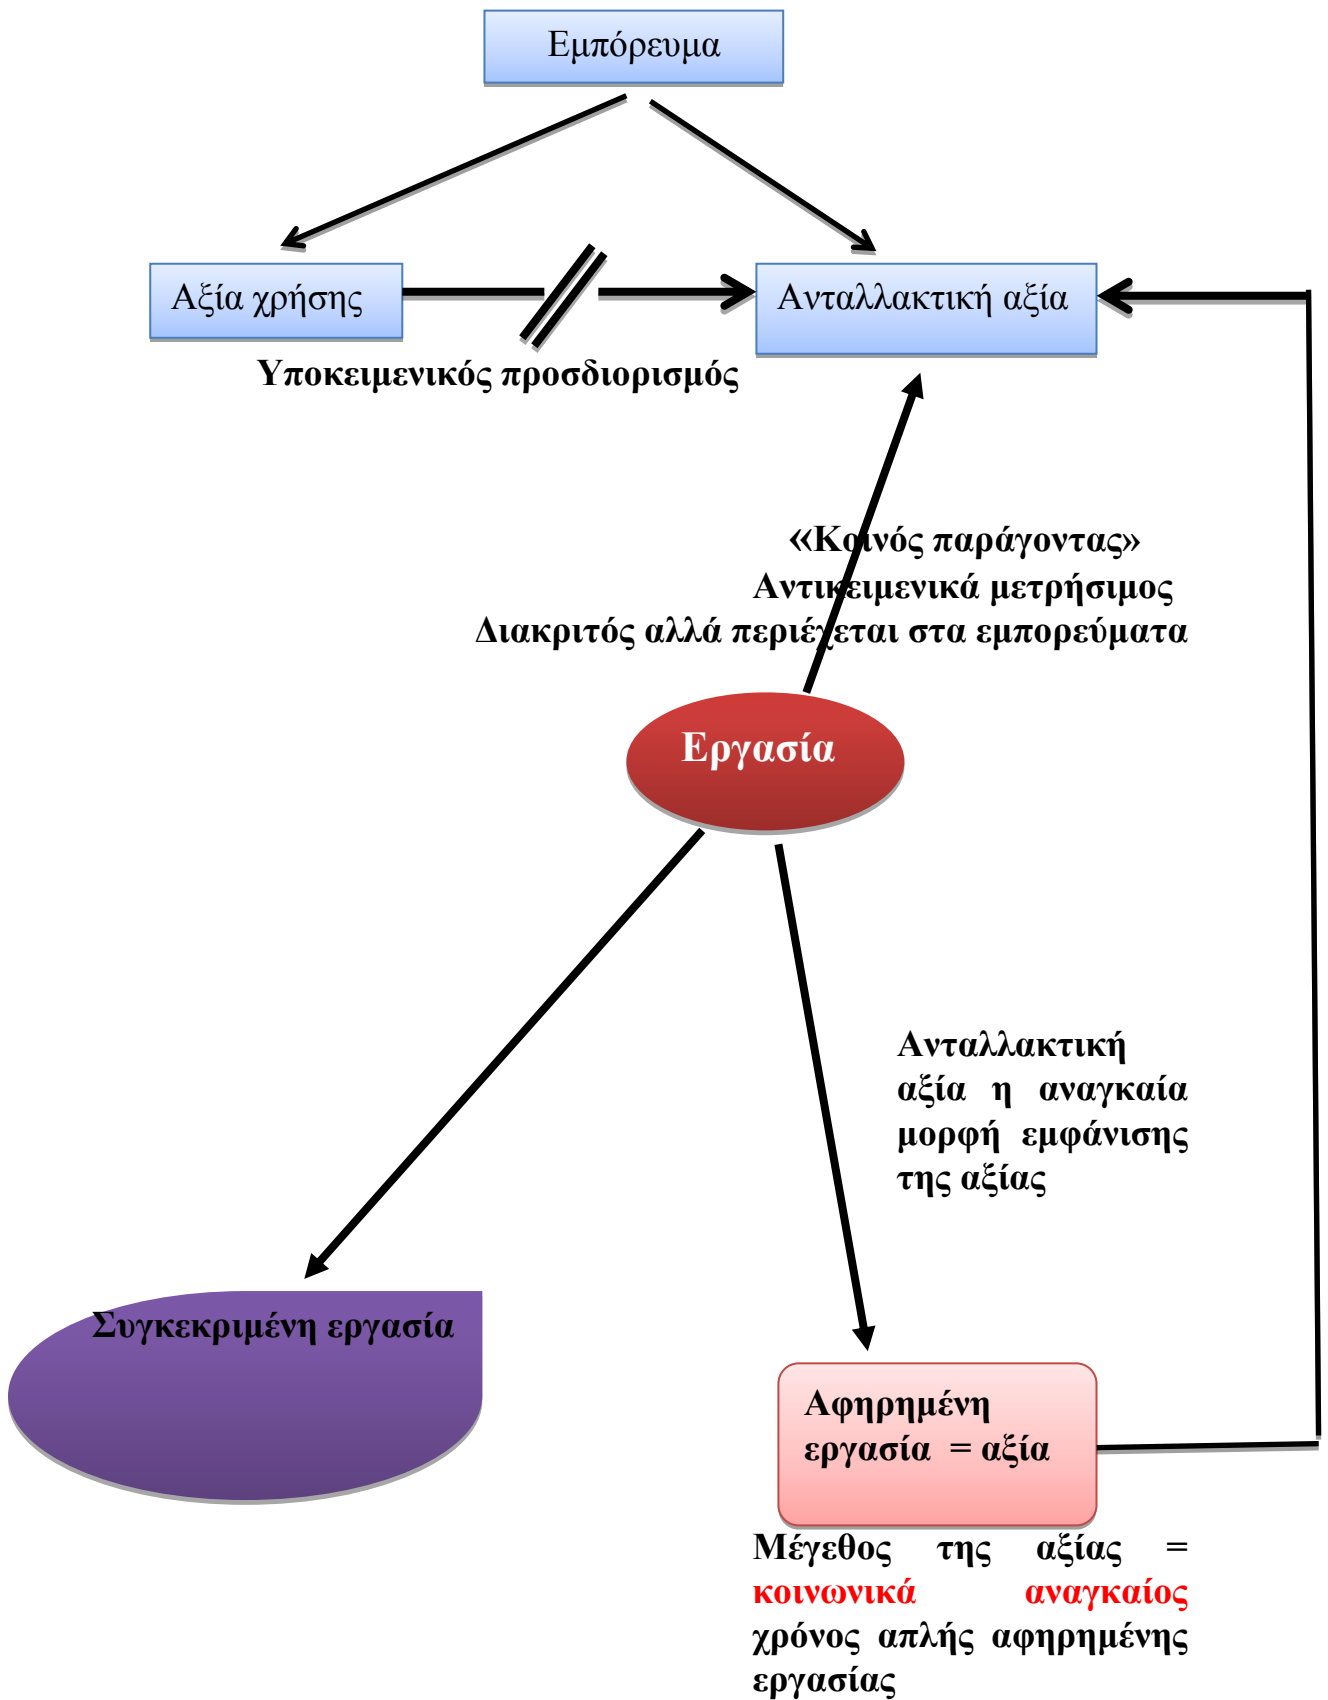 Εμπόρευμα
Αξία χρήσης
Ανταλλακτική αξία
Υποκειμενικός προσδιορισμός
«Κοινός παράγοντας»
Αντικειμενικά μετρήσιμος
Διακριτός αλλά περιέχεται στα εμπορεύματα
Εργασία
Ανταλλακτική
αξία η αναγκαία
μορφή εμφάνισης
της αξίας
Συγκεκριμένη εργασία
Αφηρημένη
εργασία = αξία
Μέγεθος της αξίας =
κοινωνικά αναγκαίος
χρόνος απλής αφηρημένης
εργασίας